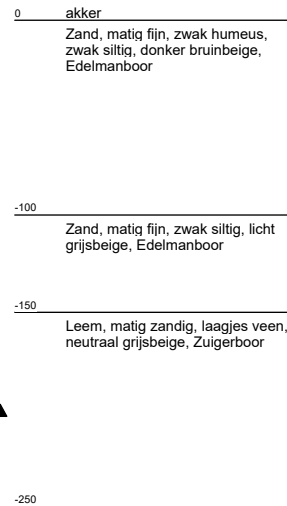 0 akker
Zand, matig fijn, zwak humeus,
zwak siltig, donker bruinbeige,
Edelmanboor
-100
Zand, matig fijn, zwak siltig, licht
grijsbeige, Edelmanboor
-150
Leem, matig zandig, laagjes veen,
neutraal grijsbeige, Zuigerboor
-250